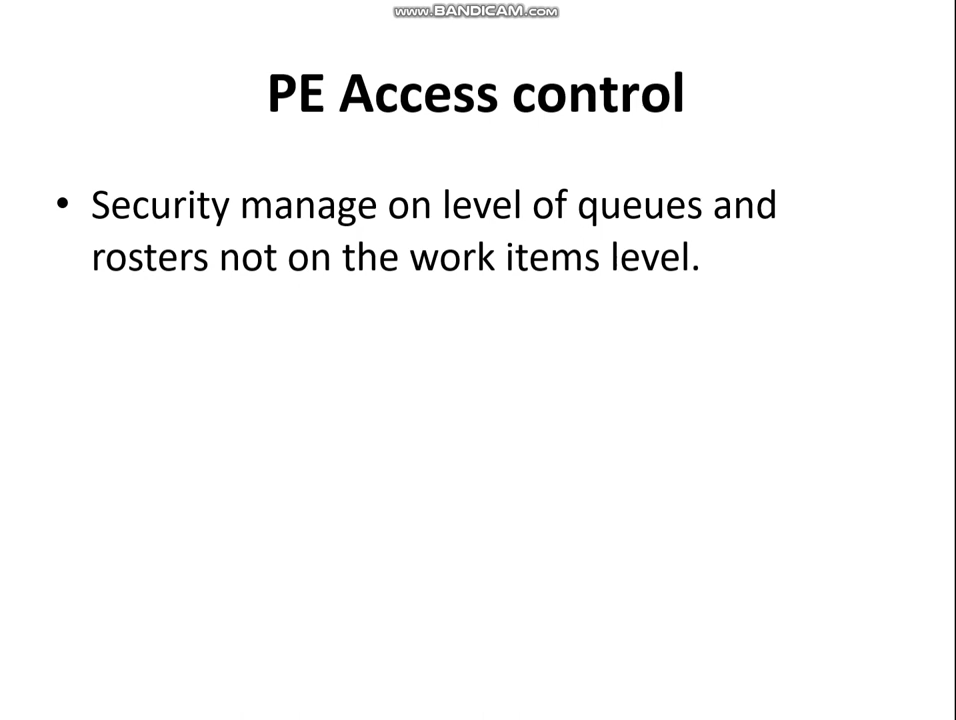 www.BANDICAM.com
PE Access control
• Security manage on level of queues and
rosters not on the work items level.